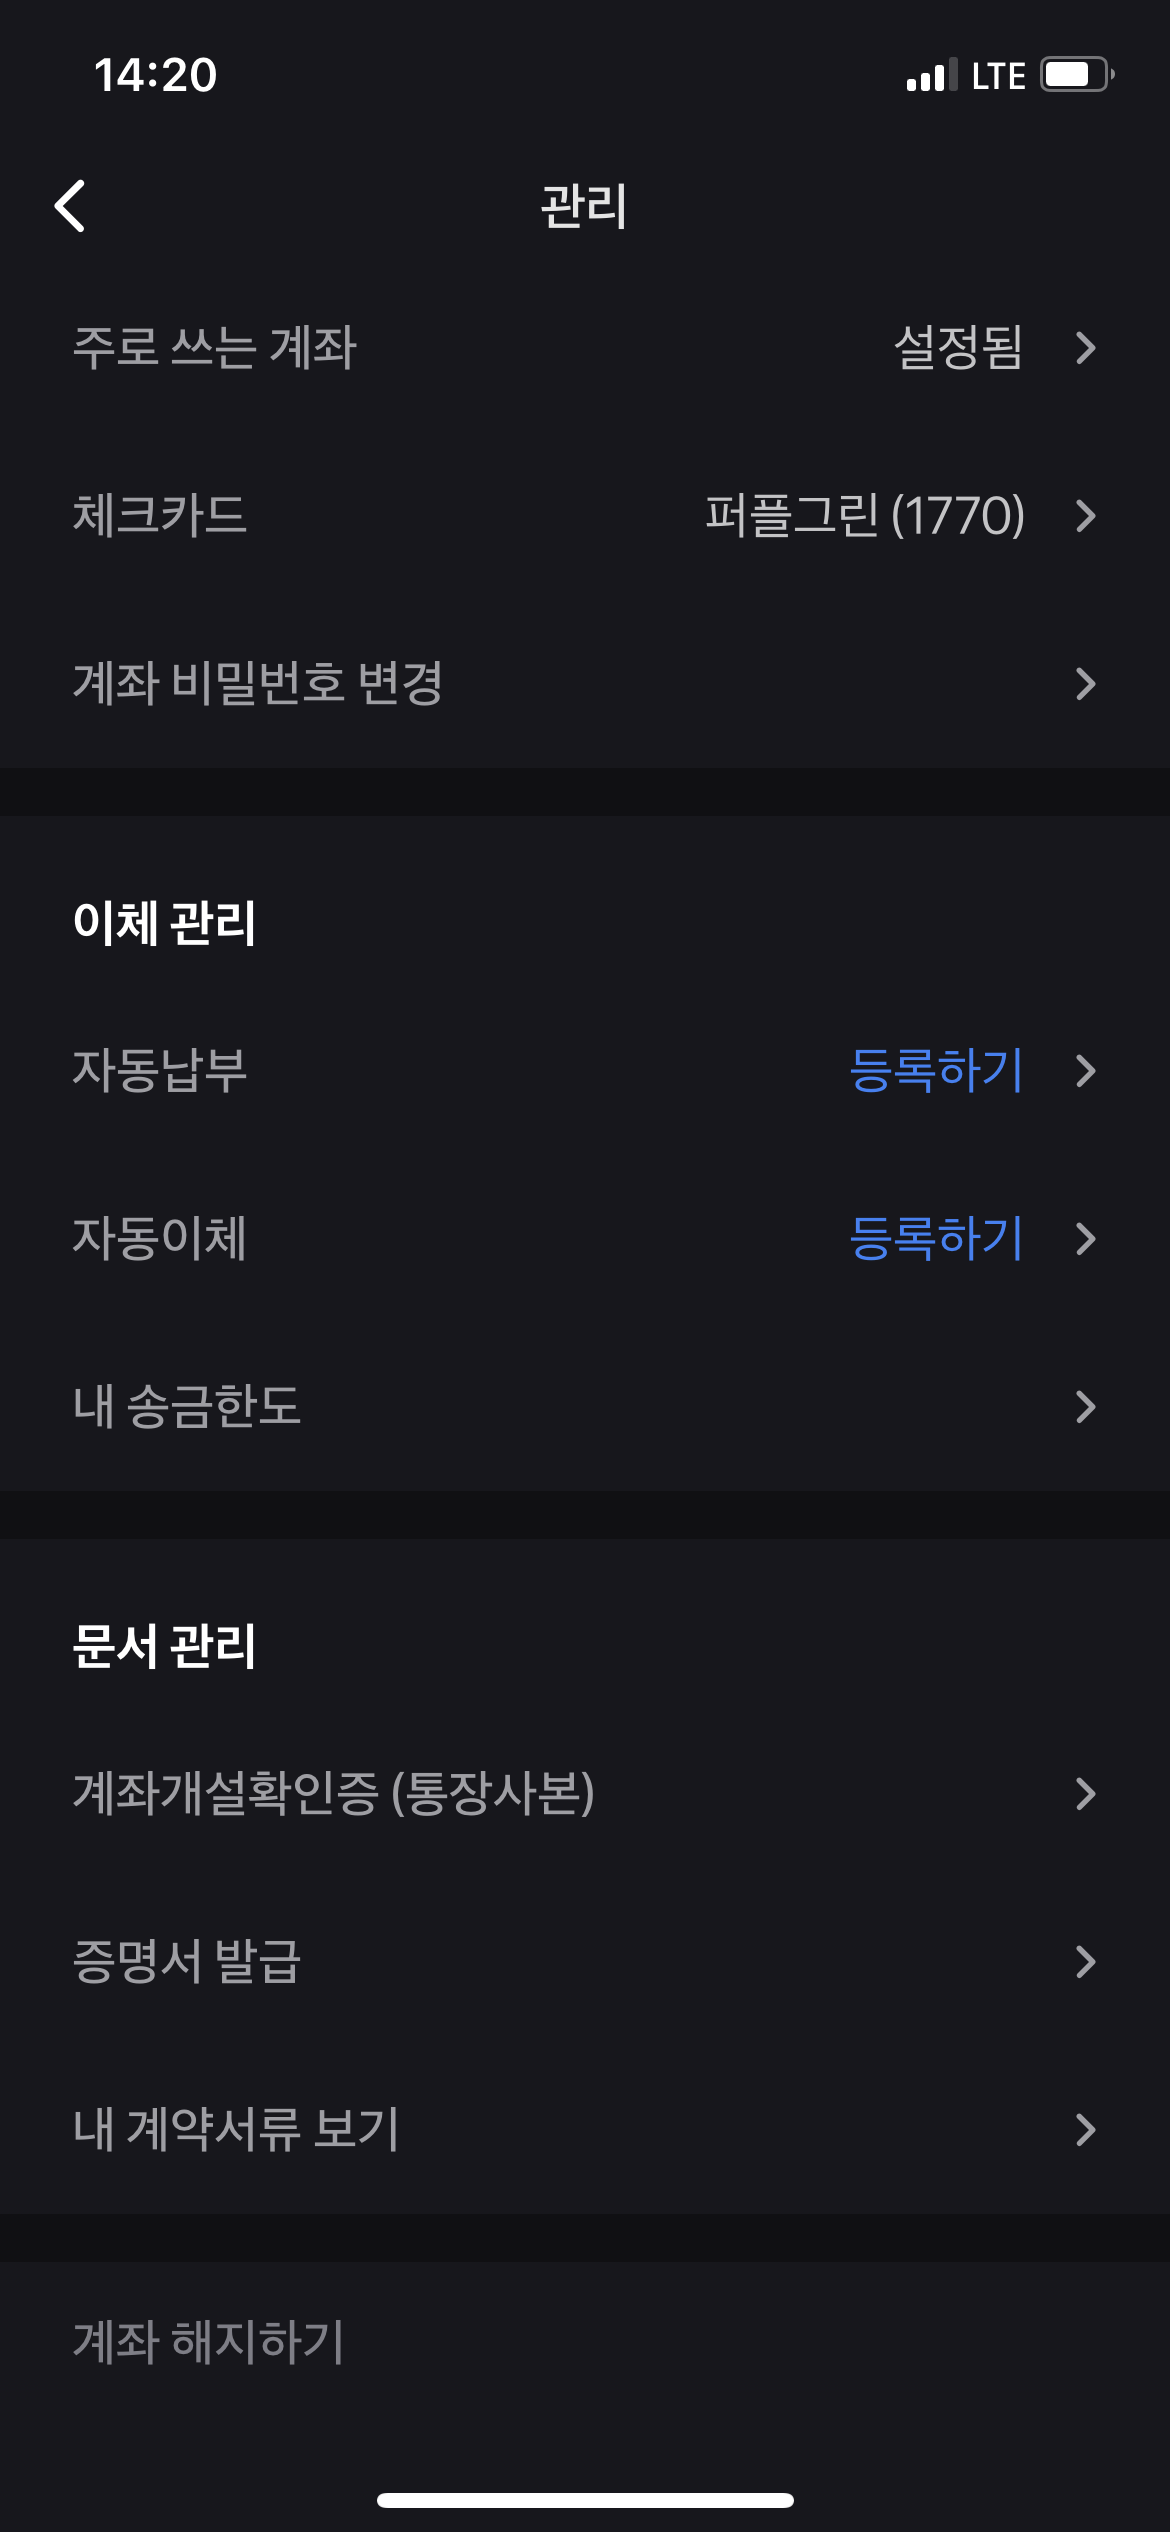 14:20 LTE
관리
주로 쓰는 계좌 설정됨
체크카드 퍼플그린 (1770)
계좌 비밀번호 변경
이체 관리
자동납부 등록하기
자동이체 등록하기
내 송금한도
문서 관리
계좌개설확인증 (통장사본)
증명서 발급
내 계약서류 보기
계좌 해지하기